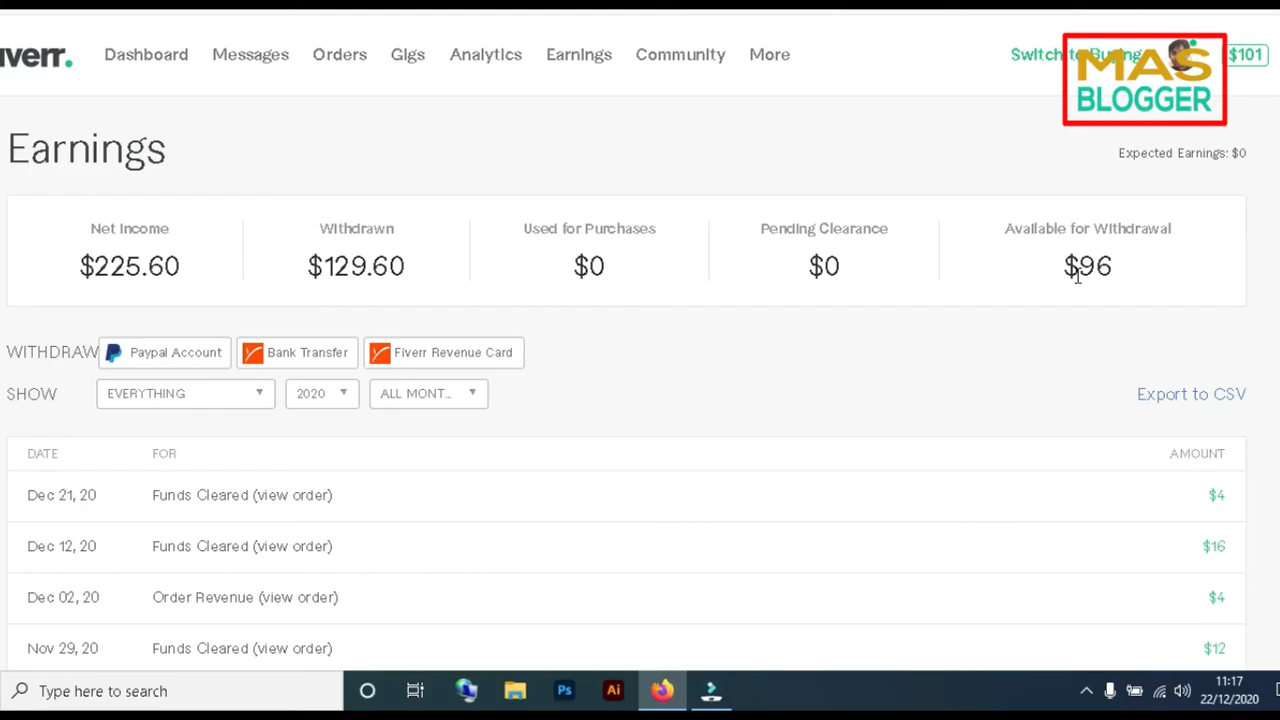 iverr.
Dashboard Messages Orders Gigs Analytics Earnings Community More Switch to Buying $101
MAS
BLOGGER
Earnings
Expected Earnings: $0
Net Income Withdrawn Used for Purchases Pending Clearance Available for Withdrawal
$225.60 $129.60 $0 $0 $96
WITHDRAW Paypal Account Bank Transfer Fiverr Revenue Card
SHOW EVERYTHING 2020 ALL MONT... Export to CSV
DATE FOR AMOUNT
Dec 21, 20 Funds Cleared (view order) $4
Dec 12, 20 Funds Cleared (view order) $16
Dec 02, 20 Order Revenue (view order) $4
Nov 29, 20 Funds Cleared (view order) $12
Type here to search Ps Ai 11:17
22/12/2020